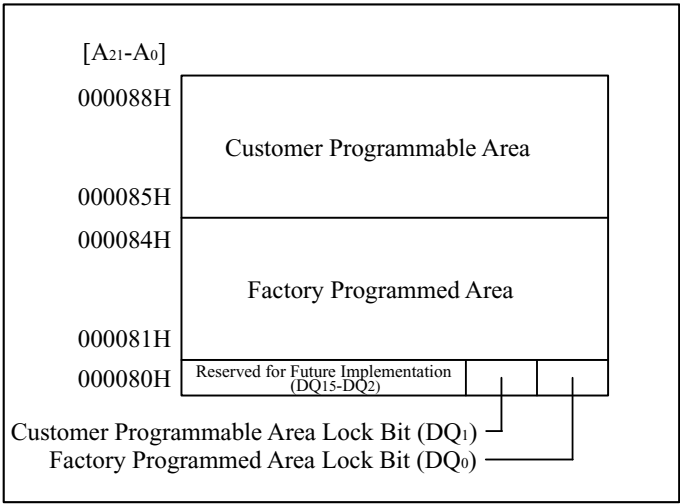 [A21-A0]
000088H
Customer Programmable Area
000085H
000084H
Factory Programmed Area
000081H
000080H
Reserved for Future Implementation
(DQ15-DQ2)
Customer Programmable Area Lock Bit (DQ1)
Factory Programmed Area Lock Bit (DQ0)